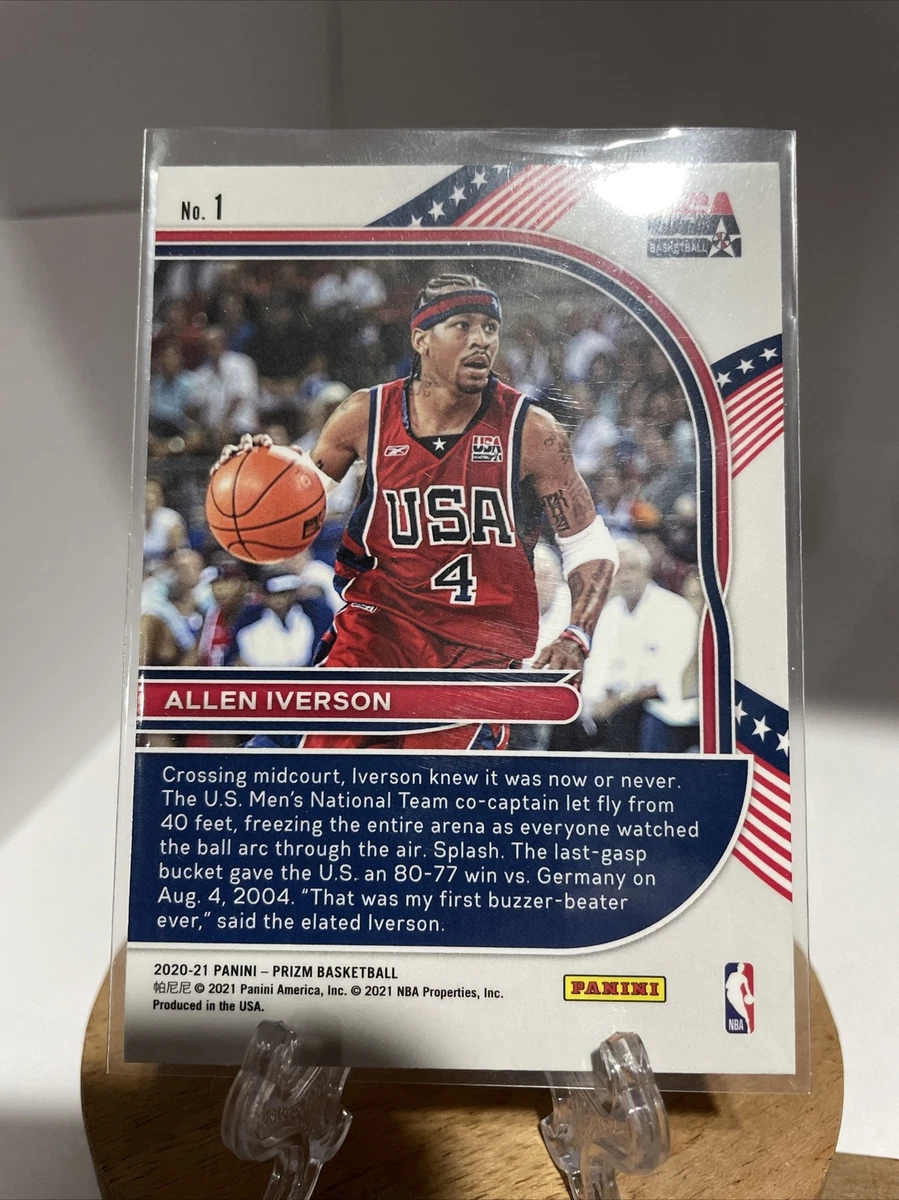 No. 1
USA
BASKETBALL
USA
USA
4
ALLEN IVERSON
Crossing midcourt, Iverson knew it was now or never.
The U.S. Men's National Team co-captain let fly from
40 feet, freezing the entire arena as everyone watched
the ball arc through the air. Splash. The last-gasp
bucket gave the U.S. an 80-77 win vs. Germany on
Aug. 4, 2004. "That was my first buzzer-beater
ever," said the elated Iverson.
2020-21 PANINI – PRIZM BASKETBALL
帕尼尼 © 2021 Panini America, Inc. © 2021 NBA Properties, Inc.
Produced in the USA.
PANINI
NBA